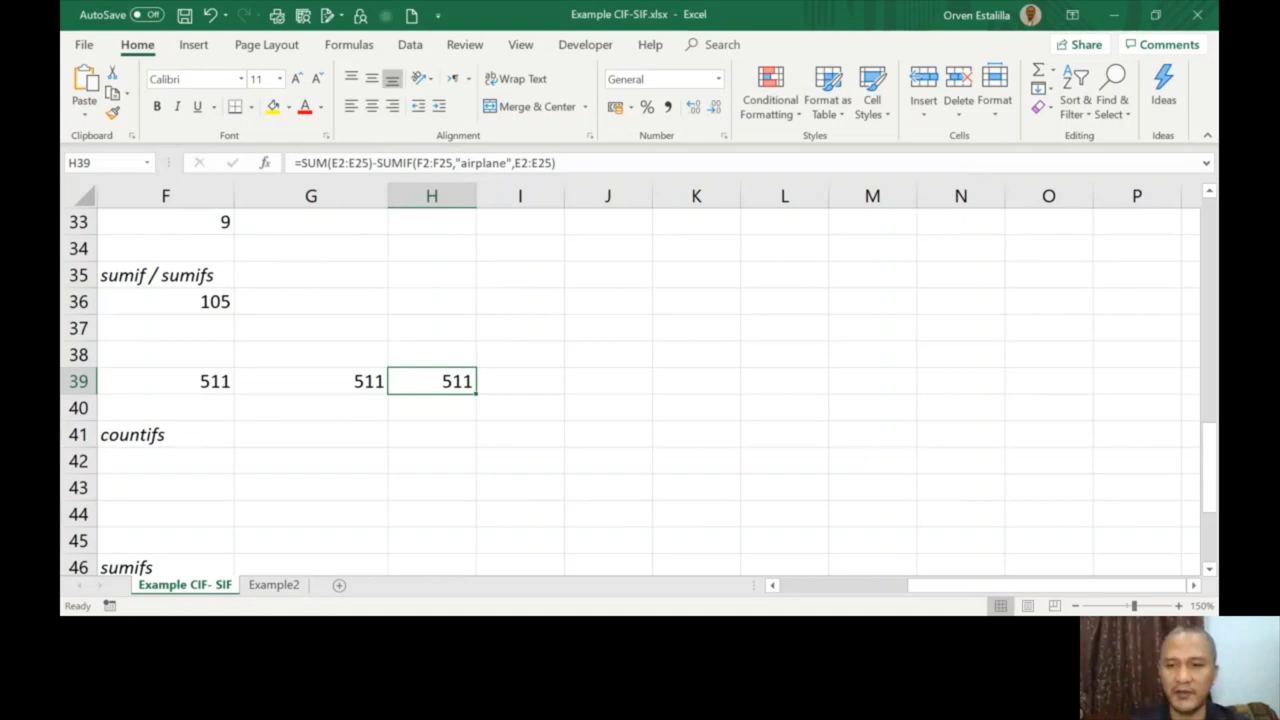 AutoSave Off
Example CIF-SIF.xlsx - Excel
Orven Estalilla
File Home Insert Page Layout Formulas Data Review View Developer Help Search
Share Comments
Paste
Calibri 11
B I U
Wrap Text
Merge & Center
General
Conditional Formatting
Format as Table
Cell Styles
Insert Delete Format
Sort & Filter
Find & Select
Ideas
Clipboard Font Alignment Number Styles Cells Editing Ideas
H39 fx =SUM(E2:E25)-SUMIF(F2:F25,"airplane",E2:E25)
F G H I J K L M N O P
33 9
34
35 sumif / sumifs
36 105
37
38
39 511 511 511
40
41 countifs
42
43
44
45
46 sumifs
Example CIF- SIF Example2
Ready 150%